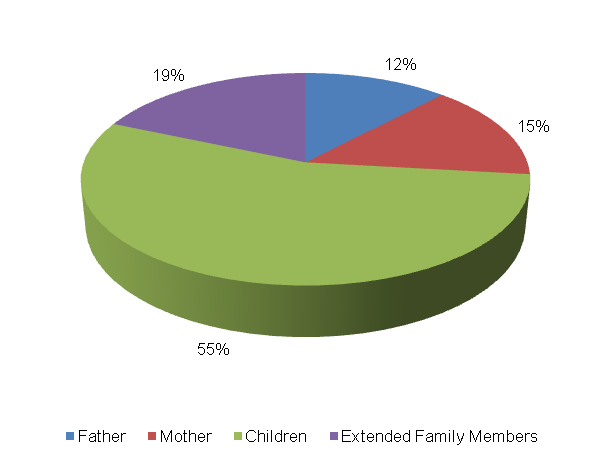 12%
19%
15%
55%
Father Mother Children Extended Family Members